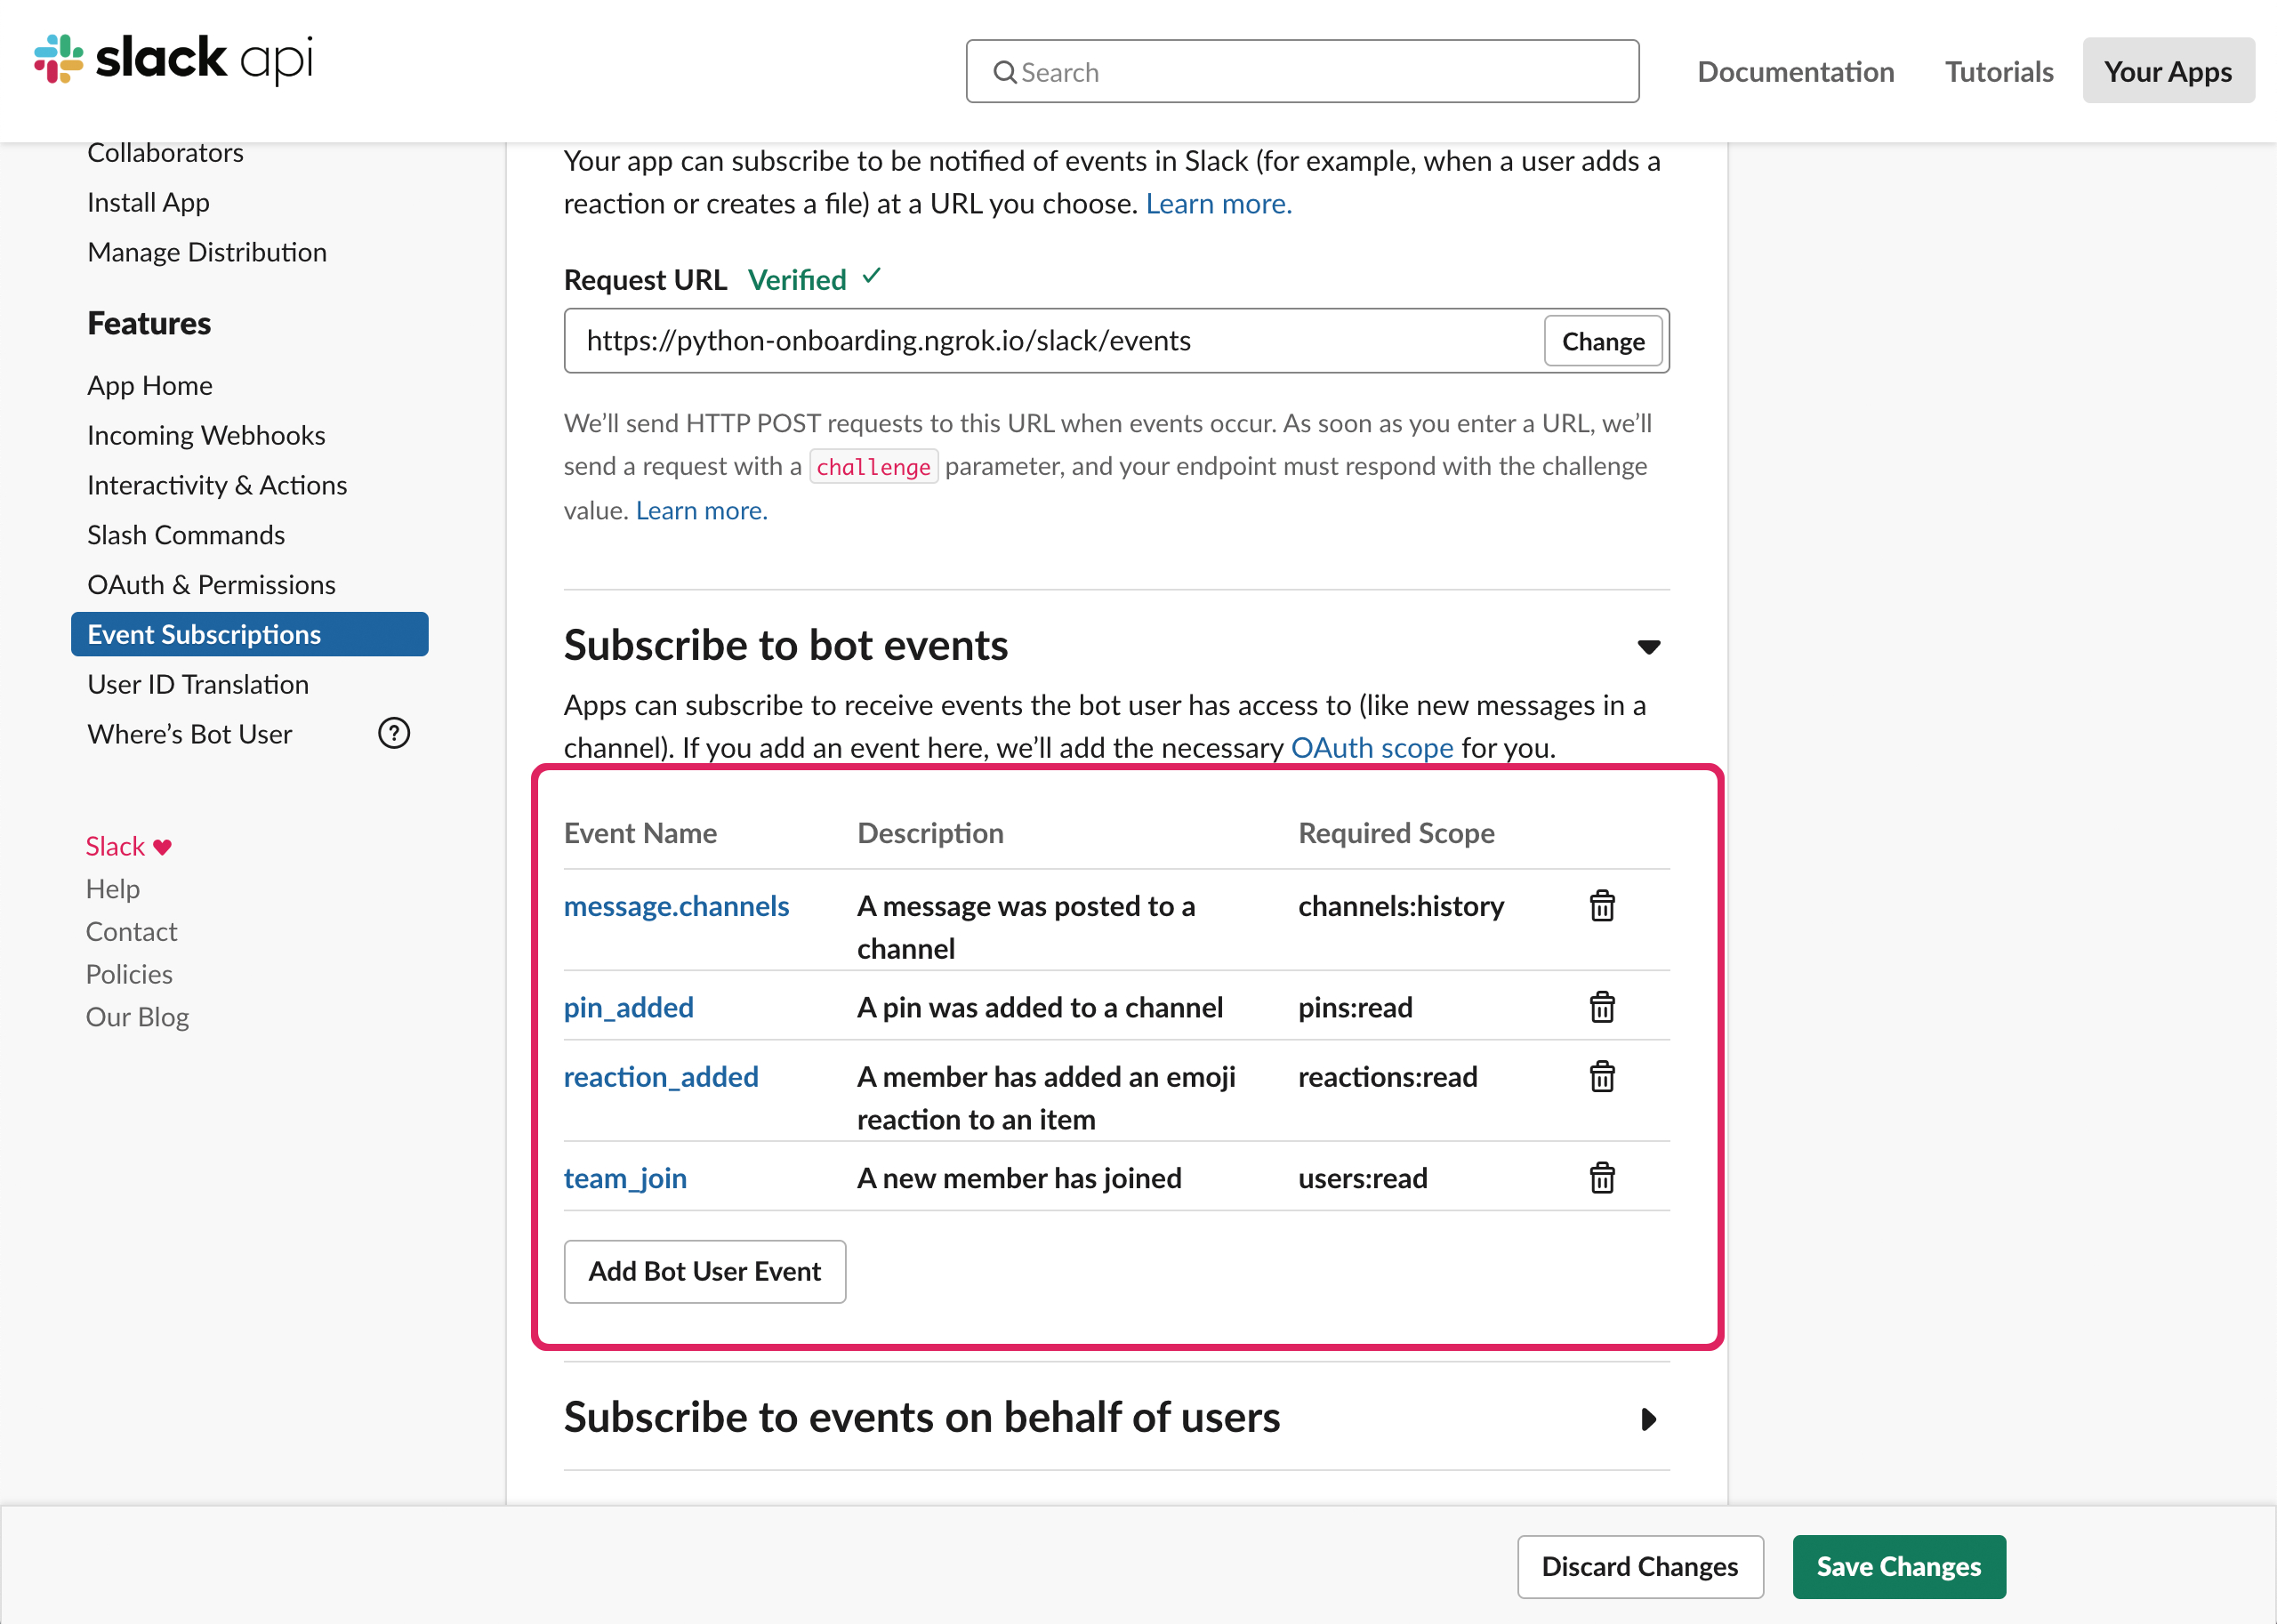 slack api
Search
Documentation
Tutorials
Your Apps
Collaborators
Install App
Manage Distribution
Features
App Home
Incoming Webhooks
Interactivity & Actions
Slash Commands
OAuth & Permissions
Event Subscriptions
User ID Translation
Where’s Bot User
?
Slack ♥
Help
Contact
Policies
Our Blog
Your app can subscribe to be notified of events in Slack (for example, when a user adds a
reaction or creates a file) at a URL you choose. Learn more.
Request URL Verified ✓
https://python-onboarding.ngrok.io/slack/events
Change
We’ll send HTTP POST requests to this URL when events occur. As soon as you enter a URL, we’ll
send a request with a challenge parameter, and your endpoint must respond with the challenge
value. Learn more.
Subscribe to bot events
Apps can subscribe to receive events the bot user has access to (like new messages in a
channel). If you add an event here, we’ll add the necessary OAuth scope for you.
Event Name Description Required Scope
message.channels A message was posted to a channels:history
channel
pin_added A pin was added to a channel pins:read
reaction_added A member has added an emoji reactions:read
reaction to an item
team_join A new member has joined users:read
Add Bot User Event
Subscribe to events on behalf of users
Discard Changes
Save Changes